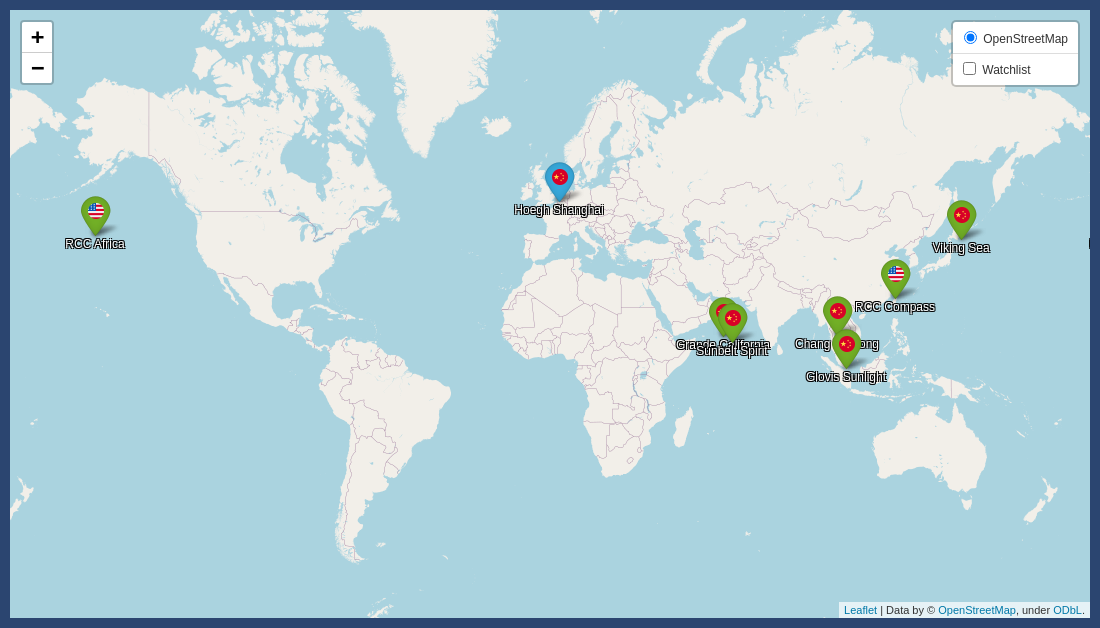 +
−
OpenStreetMap
Watchlist
Hoegh Shanghai
RCC Africa
Viking Sea
RCC Compass
Grande California
Sunbelt Spirit
Chang
ong
Glovis Sunlight
Leaflet | Data by © OpenStreetMap, under ODbL.